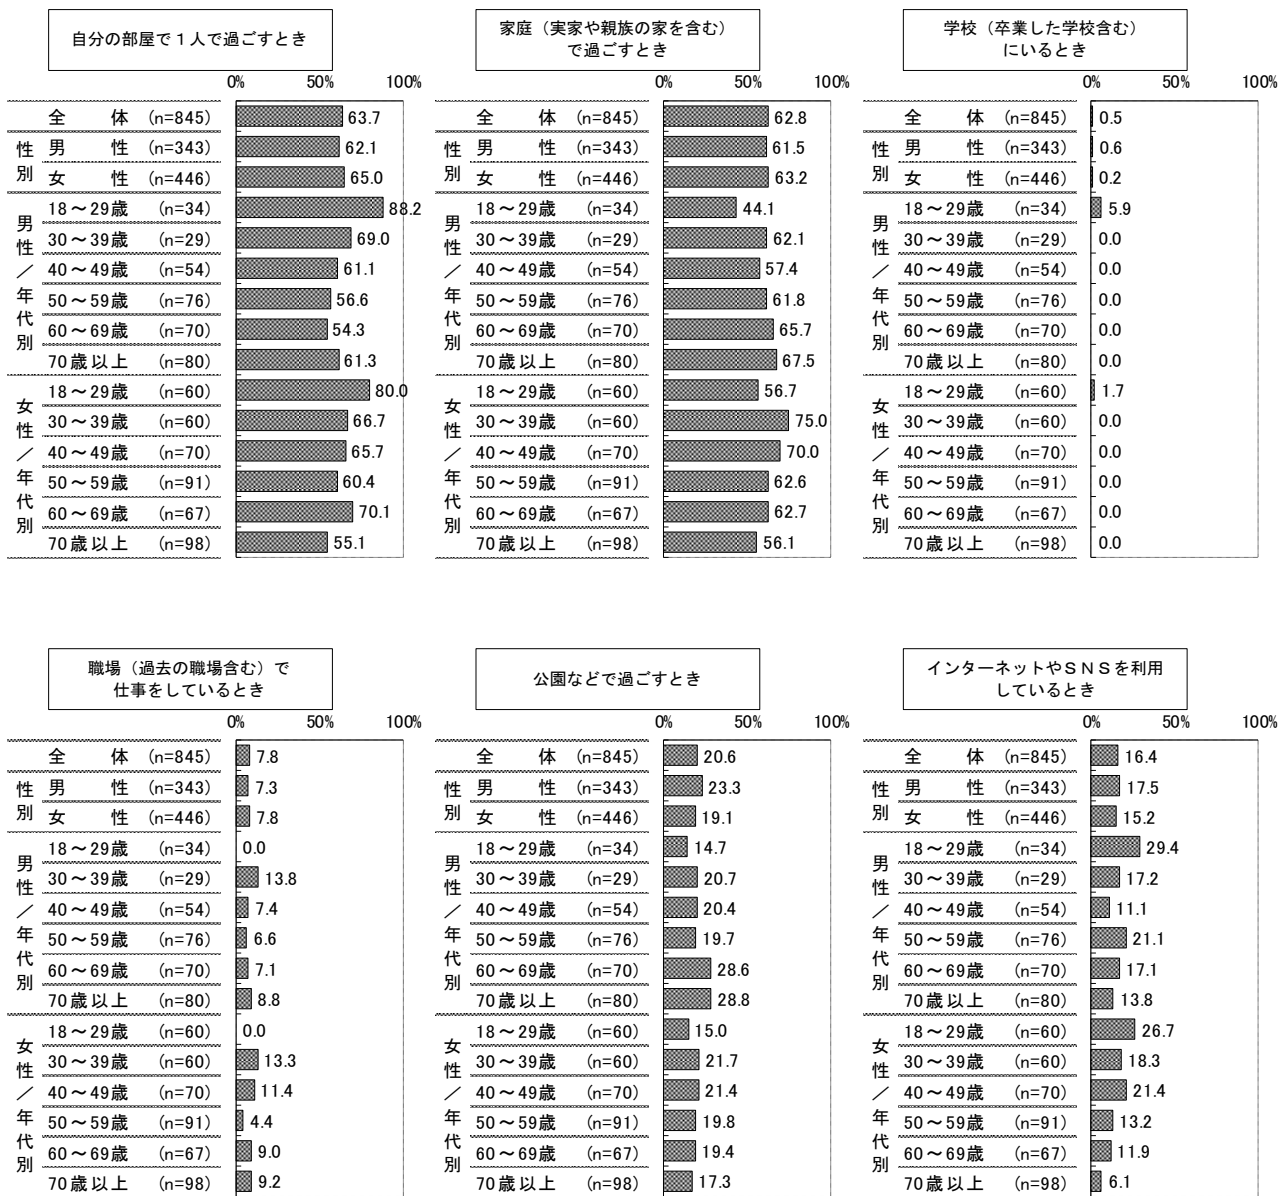 自分の部屋で１人で過ごすとき
0% 50% 100%
全体 (n=845) 63.7
性別
男性 (n=343) 62.1
女性 (n=446) 65.0
男性／年代別
18～29歳 (n=34) 88.2
30～39歳 (n=29) 69.0
40～49歳 (n=54) 61.1
50～59歳 (n=76) 56.6
60～69歳 (n=70) 54.3
70歳以上 (n=80) 61.3
女性／年代別
18～29歳 (n=60) 80.0
30～39歳 (n=60) 66.7
40～49歳 (n=70) 65.7
50～59歳 (n=91) 60.4
60～69歳 (n=67) 70.1
70歳以上 (n=98) 55.1
家庭（実家や親族の家を含む）
で過ごすとき
0% 50% 100%
全体 (n=845) 62.8
性別
男性 (n=343) 61.5
女性 (n=446) 63.2
男性／年代別
18～29歳 (n=34) 44.1
30～39歳 (n=29) 62.1
40～49歳 (n=54) 57.4
50～59歳 (n=76) 61.8
60～69歳 (n=70) 65.7
70歳以上 (n=80) 67.5
女性／年代別
18～29歳 (n=60) 56.7
30～39歳 (n=60) 75.0
40～49歳 (n=70) 70.0
50～59歳 (n=91) 62.6
60～69歳 (n=67) 62.7
70歳以上 (n=98) 56.1
学校（卒業した学校含む）
にいるとき
0% 50% 100%
全体 (n=845) 0.5
性別
男性 (n=343) 0.6
女性 (n=446) 0.2
男性／年代別
18～29歳 (n=34) 5.9
30～39歳 (n=29) 0.0
40～49歳 (n=54) 0.0
50～59歳 (n=76) 0.0
60～69歳 (n=70) 0.0
70歳以上 (n=80) 0.0
女性／年代別
18～29歳 (n=60) 1.7
30～39歳 (n=60) 0.0
40～49歳 (n=70) 0.0
50～59歳 (n=91) 0.0
60～69歳 (n=67) 0.0
70歳以上 (n=98) 0.0
職場（過去の職場含む）で
仕事をしているとき
0% 50% 100%
全体 (n=845) 7.8
性別
男性 (n=343) 7.3
女性 (n=446) 7.8
男性／年代別
18～29歳 (n=34) 0.0
30～39歳 (n=29) 13.8
40～49歳 (n=54) 7.4
50～59歳 (n=76) 6.6
60～69歳 (n=70) 7.1
70歳以上 (n=80) 8.8
女性／年代別
18～29歳 (n=60) 0.0
30～39歳 (n=60) 13.3
40～49歳 (n=70) 11.4
50～59歳 (n=91) 4.4
60～69歳 (n=67) 9.0
70歳以上 (n=98) 9.2
公園などで過ごすとき
0% 50% 100%
全体 (n=845) 20.6
性別
男性 (n=343) 23.3
女性 (n=446) 19.1
男性／年代別
18～29歳 (n=34) 14.7
30～39歳 (n=29) 20.7
40～49歳 (n=54) 20.4
50～59歳 (n=76) 19.7
60～69歳 (n=70) 28.6
70歳以上 (n=80) 28.8
女性／年代別
18～29歳 (n=60) 15.0
30～39歳 (n=60) 21.7
40～49歳 (n=70) 21.4
50～59歳 (n=91) 19.8
60～69歳 (n=67) 19.4
70歳以上 (n=98) 17.3
インターネットやＳＮＳを利用
しているとき
0% 50% 100%
全体 (n=845) 16.4
性別
男性 (n=343) 17.5
女性 (n=446) 15.2
男性／年代別
18～29歳 (n=34) 29.4
30～39歳 (n=29) 17.2
40～49歳 (n=54) 11.1
50～59歳 (n=76) 21.1
60～69歳 (n=70) 17.1
70歳以上 (n=80) 13.8
女性／年代別
18～29歳 (n=60) 26.7
30～39歳 (n=60) 18.3
40～49歳 (n=70) 21.4
50～59歳 (n=91) 13.2
60～69歳 (n=67) 11.9
70歳以上 (n=98) 6.1